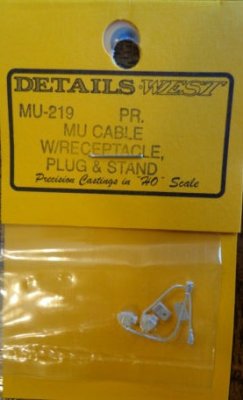 DETAILS WEST
MU-219 PR.
MU CABLE
W/RECEPTACLE,
PLUG & STAND
Precision Castings in "HO" Scale